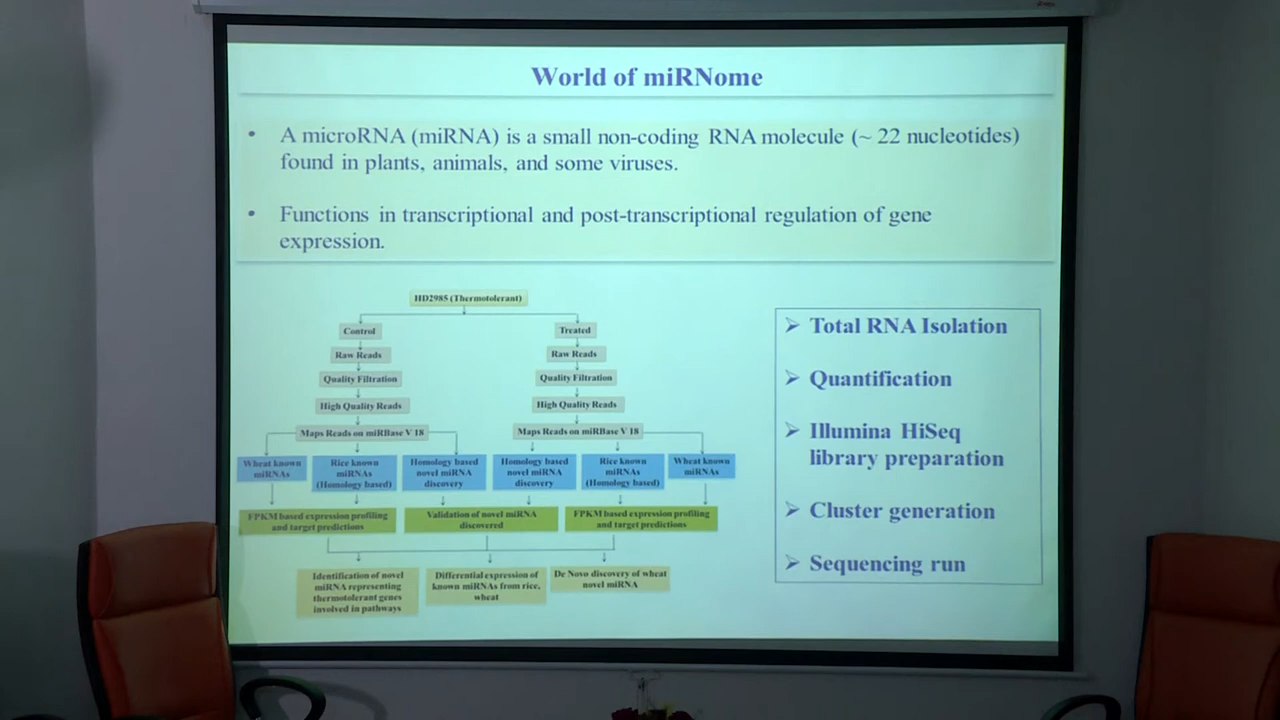 World of miRNome
• A microRNA (miRNA) is a small non-coding RNA molecule (~ 22 nucleotides)
found in plants, animals, and some viruses.
• Functions in transcriptional and post-transcriptional regulation of gene
expression.
HD2985 (Thermotolerant)
Control
Treated
Raw Reads
Raw Reads
Quality Filtration
Quality Filtration
High Quality Reads
High Quality Reads
Maps Reads on miRBase V 18
Maps Reads on miRBase V 18
Wheat known
miRNAs
Rice known
miRNAs
(Homology based)
Homology based
novel miRNA
discovery
Homology based
novel miRNA
discovery
Rice known
miRNAs
(Homology based)
Wheat known
miRNAs
FPKM based expression profiling
and target predictions
Validation of novel miRNA
discovered
FPKM based expression profiling
and target predictions
Identification of novel
miRNA representing
thermotolerant genes
involved in pathways
Differential expression of
known miRNAs from rice,
wheat
De Novo discovery of wheat
novel miRNA
➢ Total RNA Isolation
➢ Quantification
➢ Illumina HiSeq
library preparation
➢ Cluster generation
➢ Sequencing run